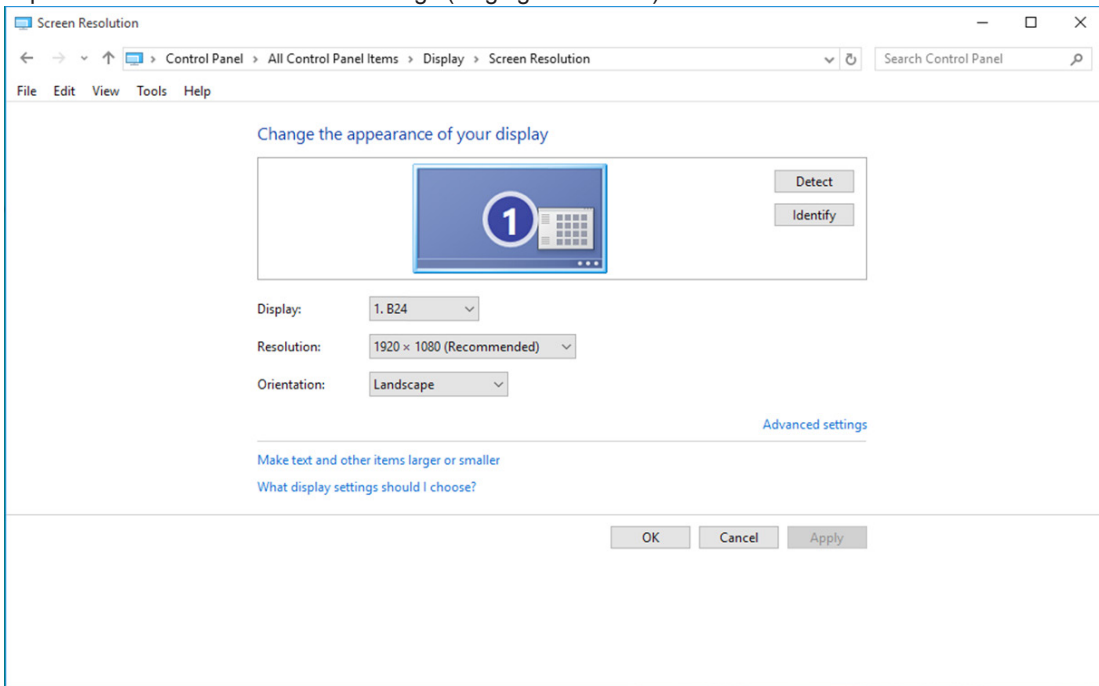 Screen Resolution
Control Panel > All Control Panel Items > Display > Screen Resolution
Search Control Panel
File Edit View Tools Help
Change the appearance of your display
1
Detect
Identify
Display: 1. B24
Resolution: 1920 × 1080 (Recommended)
Orientation: Landscape
Advanced settings
Make text and other items larger or smaller
What display settings should I choose?
OK Cancel Apply